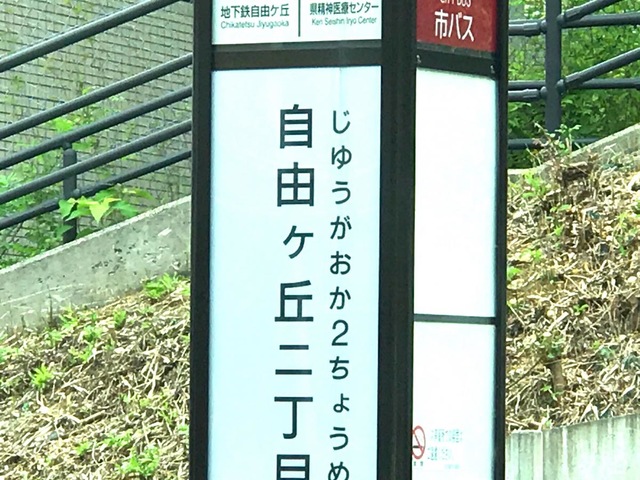 地下鉄自由ケ丘
Chikatetsu Jiyugaoka
県精神医療センター
Ken Seishin Iryo Center
市バス
じゆうがおか2ちょうめ
自由ケ丘二丁目